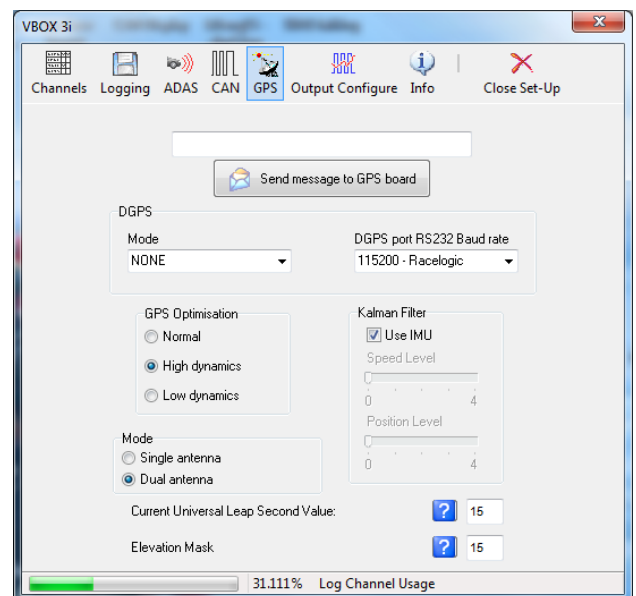 VBOX 3i
Channels Logging ADAS CAN GPS Output Configure Info Close Set-Up
Send message to GPS board
DGPS
Mode DGPS port RS232 Baud rate
NONE 115200 - Racelogic
GPS Optimisation
Normal
High dynamics
Low dynamics
Kalman Filter
Use IMU
Speed Level
0 4
Position Level
0 4
Mode
Single antenna
Dual antenna
Current Universal Leap Second Value: ? 15
Elevation Mask ? 15
31.111% Log Channel Usage